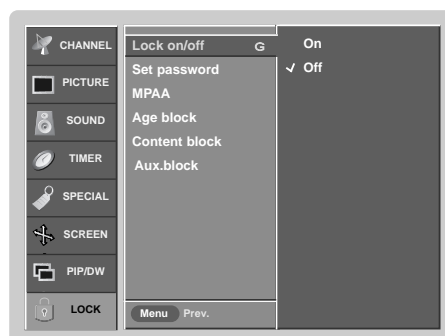 CHANNEL
PICTURE
SOUND
TIMER
SPECIAL
SCREEN
PIP/DW
LOCK
Lock on/off G
Set password
MPAA
Age block
Content block
Aux.block
Menu Prev.
On
✓ Off